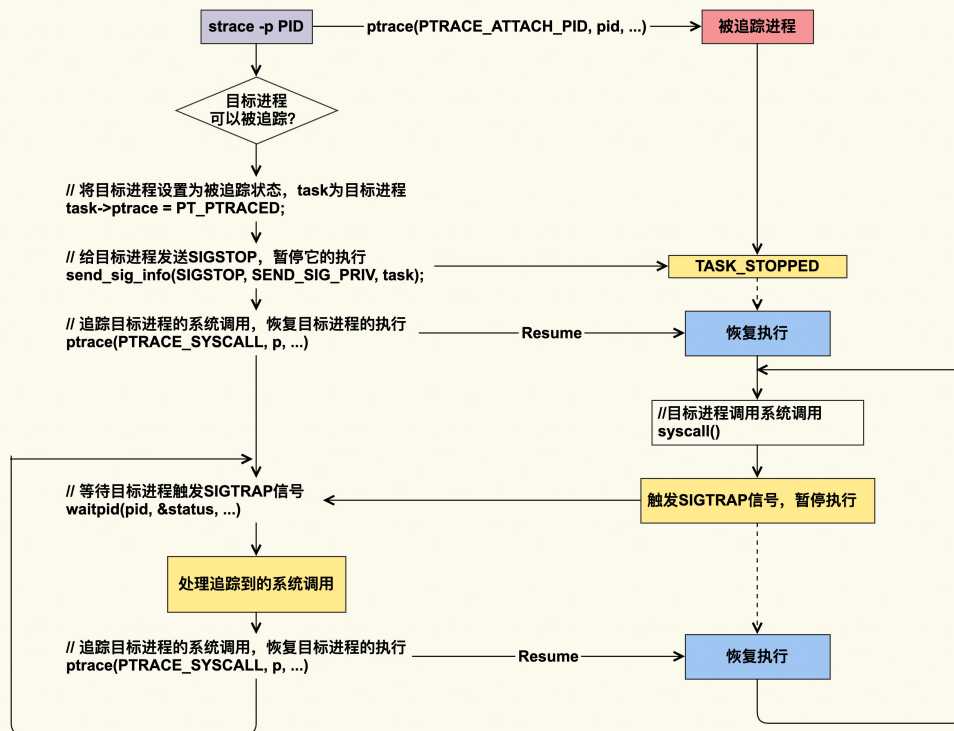 strace -p PID
ptrace(PTRACE_ATTACH_PID, pid, ...)
被追踪进程
目标进程
可以被追踪?
// 将目标进程设置为被追踪状态，task为目标进程
task->ptrace = PT_PTRACED;
// 给目标进程发送SIGSTOP，暂停它的执行
send_sig_info(SIGSTOP, SEND_SIG_PRIV, task);
TASK_STOPPED
// 追踪目标进程的系统调用，恢复目标进程的执行
ptrace(PTRACE_SYSCALL, p, ...)
Resume
恢复执行
//目标进程调用系统调用
syscall()
// 等待目标进程触发SIGTRAP信号
waitpid(pid, &status, ...)
触发SIGTRAP信号，暂停执行
处理追踪到的系统调用
// 追踪目标进程的系统调用，恢复目标进程的执行
ptrace(PTRACE_SYSCALL, p, ...)
Resume
恢复执行